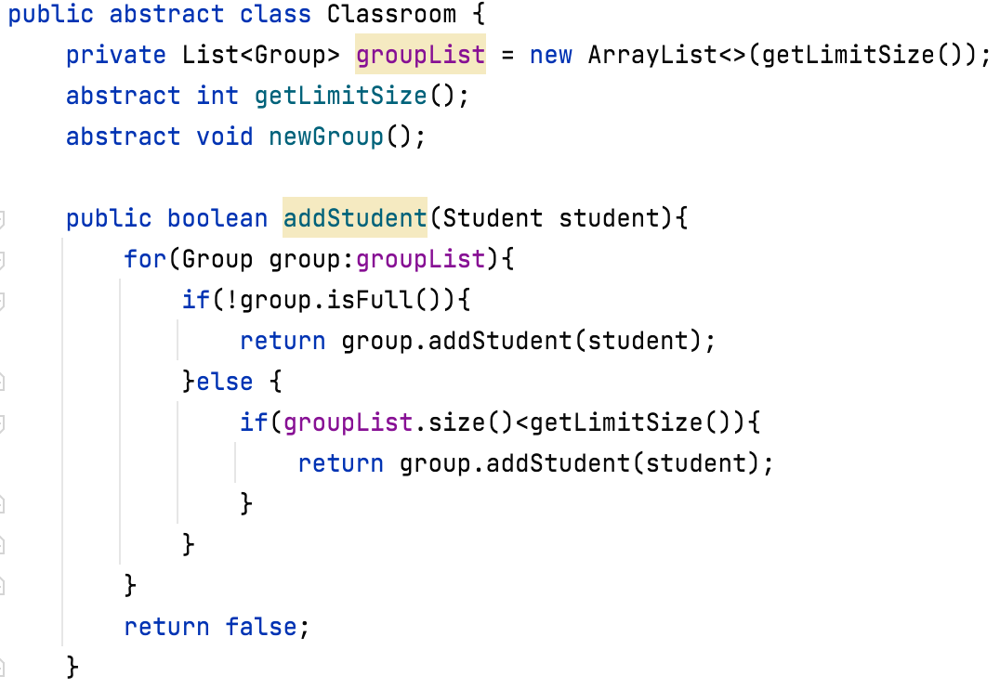 public abstract class Classroom {
    private List<Group> groupList = new ArrayList<>(getLimitSize());
    abstract int getLimitSize();
    abstract void newGroup();

    public boolean addStudent(Student student){
        for(Group group:groupList){
            if(!group.isFull()){
                return group.addStudent(student);
            }else {
                if(groupList.size()<getLimitSize()){
                    return group.addStudent(student);
                }
            }
        }
        return false;
    }